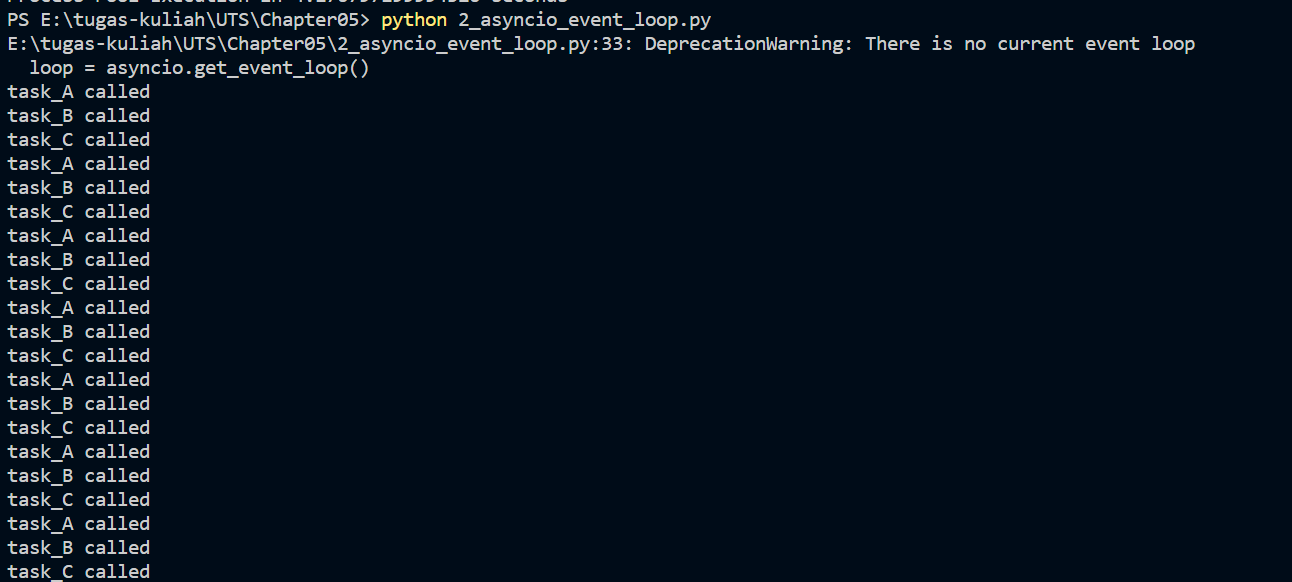 PS E:\tugas-kuliah\UTS\Chapter05> python 2_asyncio_event_loop.py
E:\tugas-kuliah\UTS\Chapter05\2_asyncio_event_loop.py:33: DeprecationWarning: There is no current event loop
  loop = asyncio.get_event_loop()
task_A called
task_B called
task_C called
task_A called
task_B called
task_C called
task_A called
task_B called
task_C called
task_A called
task_B called
task_C called
task_A called
task_B called
task_C called
task_A called
task_B called
task_C called
task_A called
task_B called
task_C called